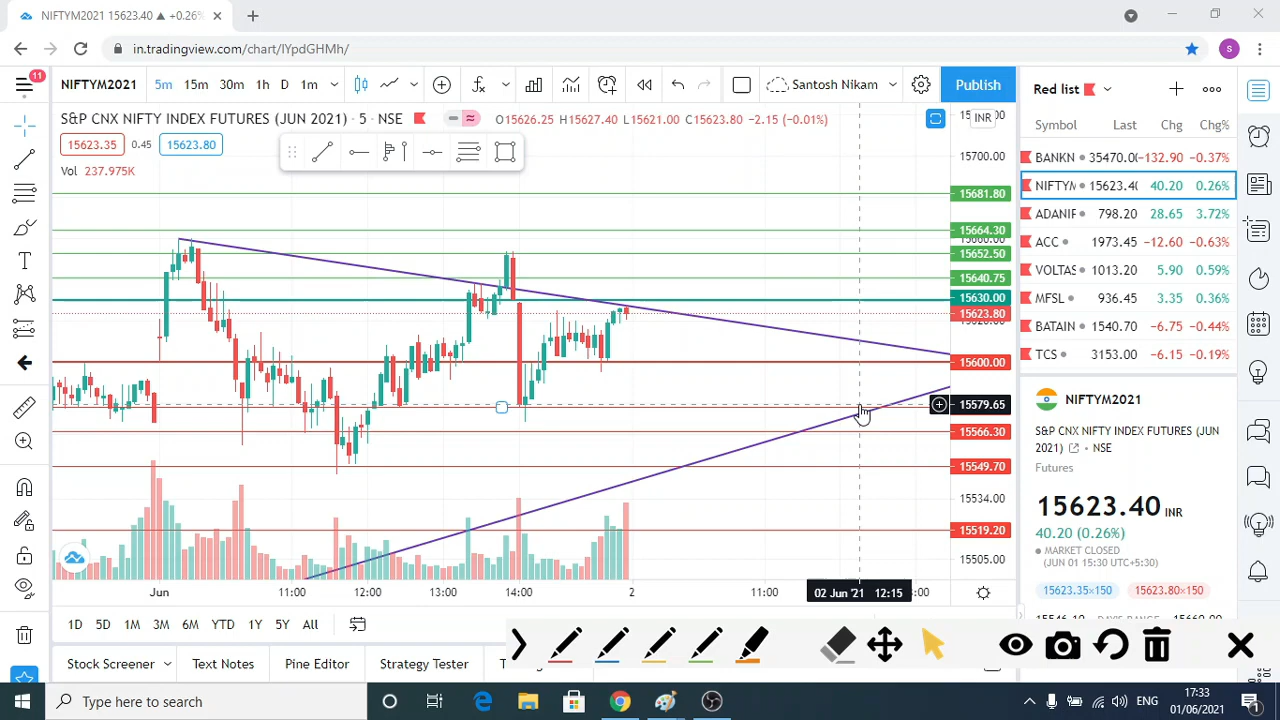 NIFTYM2021 15623.40 ▲ +0.26%
in.tradingview.com/chart/IYpdGHMh/
S
11
NIFTYM2021 5m 15m 30m 1h D 1m Santosh Nikam Publish
S&P CNX NIFTY INDEX FUTURES (JUN 2021) • 5 • NSE O15626.25 H15627.40 L15621.00 C15623.80 -2.15 (-0.01%)
15623.35 0.45 15623.80
Vol 237.975K
INR
15700.00
15681.80
15664.30
15652.50
15640.75
15630.00
15623.80
15600.00
15579.65
15566.30
15549.70
15534.00
15519.20
15505.00
Jun 11:00 12:00 13:00 14:00 2 11:00 02 Jun '21 12:15
1D 5D 1M 3M 6M YTD 1Y 5Y
Stock Screener Text Notes Pine Editor Strategy Tester
Red list
Symbol Last Chg Chg%
BANKN 35470.0 -132.90 -0.37%
NIFTYM 15623.4 40.20 0.26%
ADANIF 798.20 28.65 3.72%
ACC 1973.45 -12.60 -0.63%
VOLTAS 1013.20 5.90 0.59%
MFSL 936.45 3.35 0.36%
BATAIN 1540.70 -6.75 -0.44%
TCS 3153.00 -6.15 -0.19%
NIFTYM2021
S&P CNX NIFTY INDEX FUTURES (JUN
2021) • NSE
Futures
15623.40 INR
40.20 (0.26%)
MARKET CLOSED
(JUN 01 15:30 UTC+5:30)
15623.35×150 15623.80×150
Type here to search
ENG
17:33
01/06/2021
1